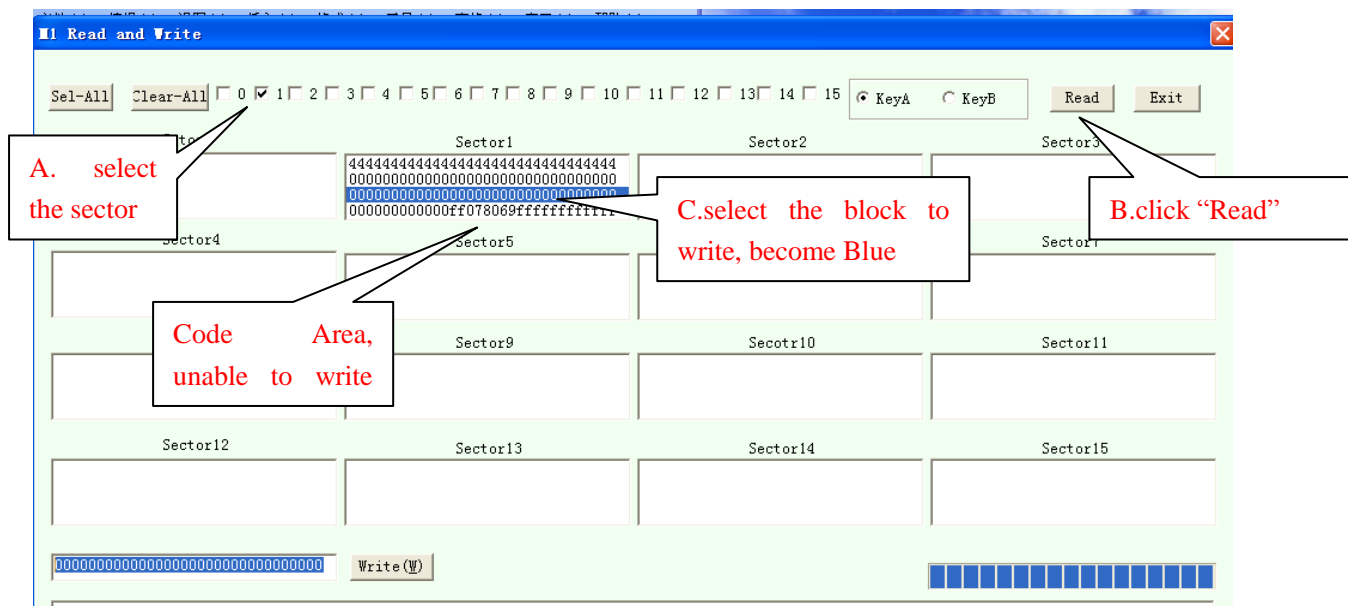 M1 Read and Write
Sel-All Clear-All 0 1 2 3 4 5 6 7 8 9 10 11 12 13 14 15 KeyA KeyB Read Exit
Sector1 Sector2 Sector3
A. select
the sector
44444444444444444444444444444444
00000000000000000000000000000000
00000000000000000000000000000000
000000000000ff078069ffffffffffff
C.select the block to
write, become Blue
B.click “Read”
Sector4 Sector5 Sector7
Code Area,
unable to write
Sector9 Secotr10 Sector11
Sector12 Sector13 Sector14 Sector15
00000000000000000000000000000000 Write(W)